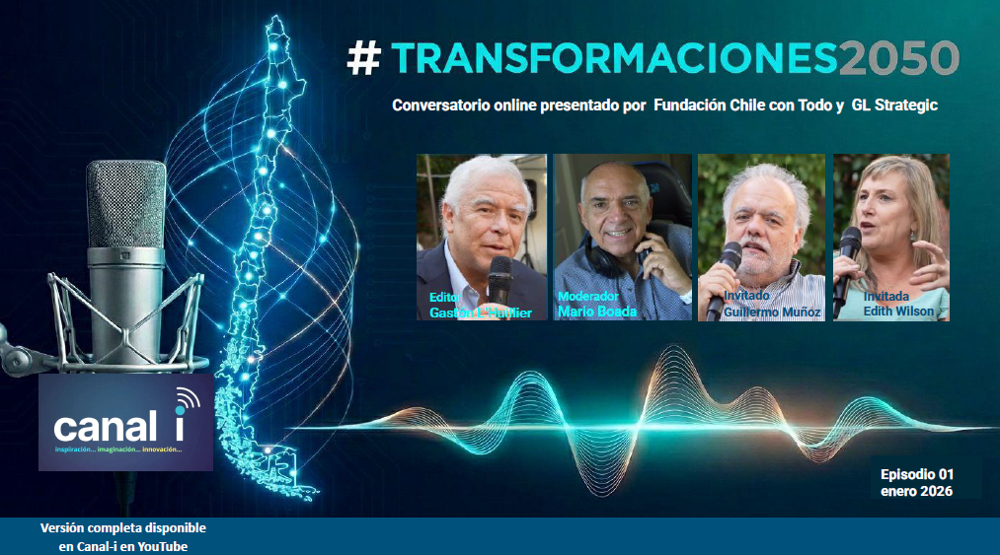 # TRANSFORMACIONES2050
Conversatorio online presentado por Fundación Chile con Todo y GL Strategic
Editor
Gastón L'Huillier
Moderador
Mario Boada
Invitado
Guillermo Muñoz
Invitada
Edith Wilson
canal i
inspiración... imaginación... innovación...
Episodio 01
enero 2026
Versión completa disponible
en Canal-i en YouTube